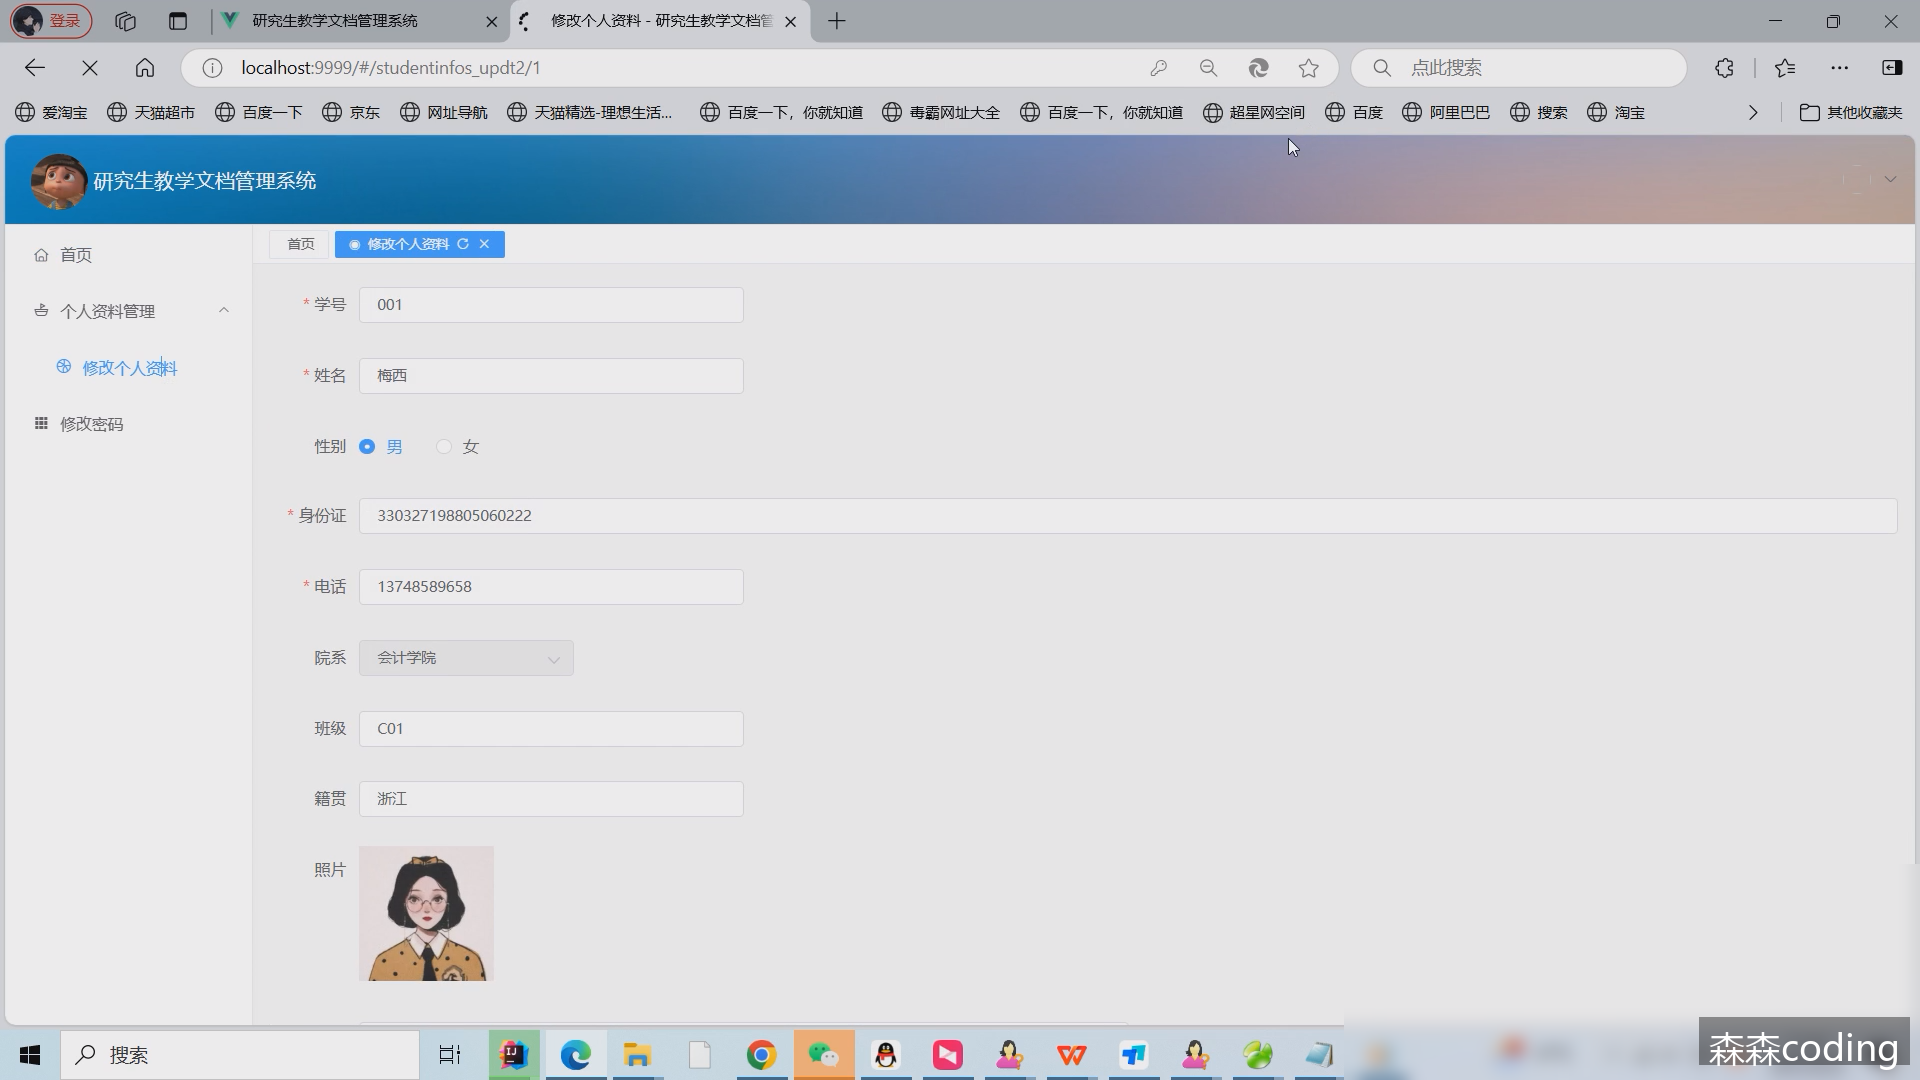 登录
研究生教学文档管理系统
修改个人资料 - 研究生教学文档管
localhost:9999/#/studentinfos_updt2/1
点此搜索
爱淘宝
天猫超市
百度一下
京东
网址导航
天猫精选-理想生活...
百度一下，你就知道
毒霸网址大全
百度一下，你就知道
超星网空间
百度
阿里巴巴
搜索
淘宝
其他收藏夹
研究生教学文档管理系统
首页
个人资料管理
修改个人资料
修改密码
首页
修改个人资料
* 学号 001
* 姓名 梅西
性别 男 女
* 身份证 330327198805060222
* 电话 13748589658
院系 会计学院
班级 C01
籍贯 浙江
照片
搜索
森森coding